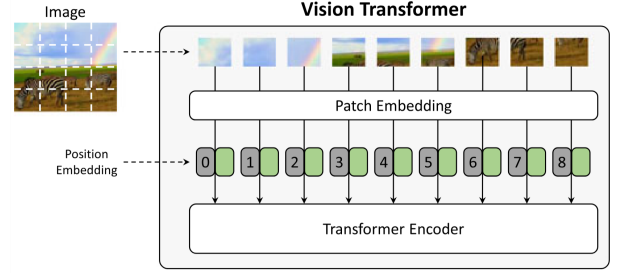 Vision Transformer
Image
Patch Embedding
Position
Embedding
0 1 2 3 4 5 6 7 8
Transformer Encoder